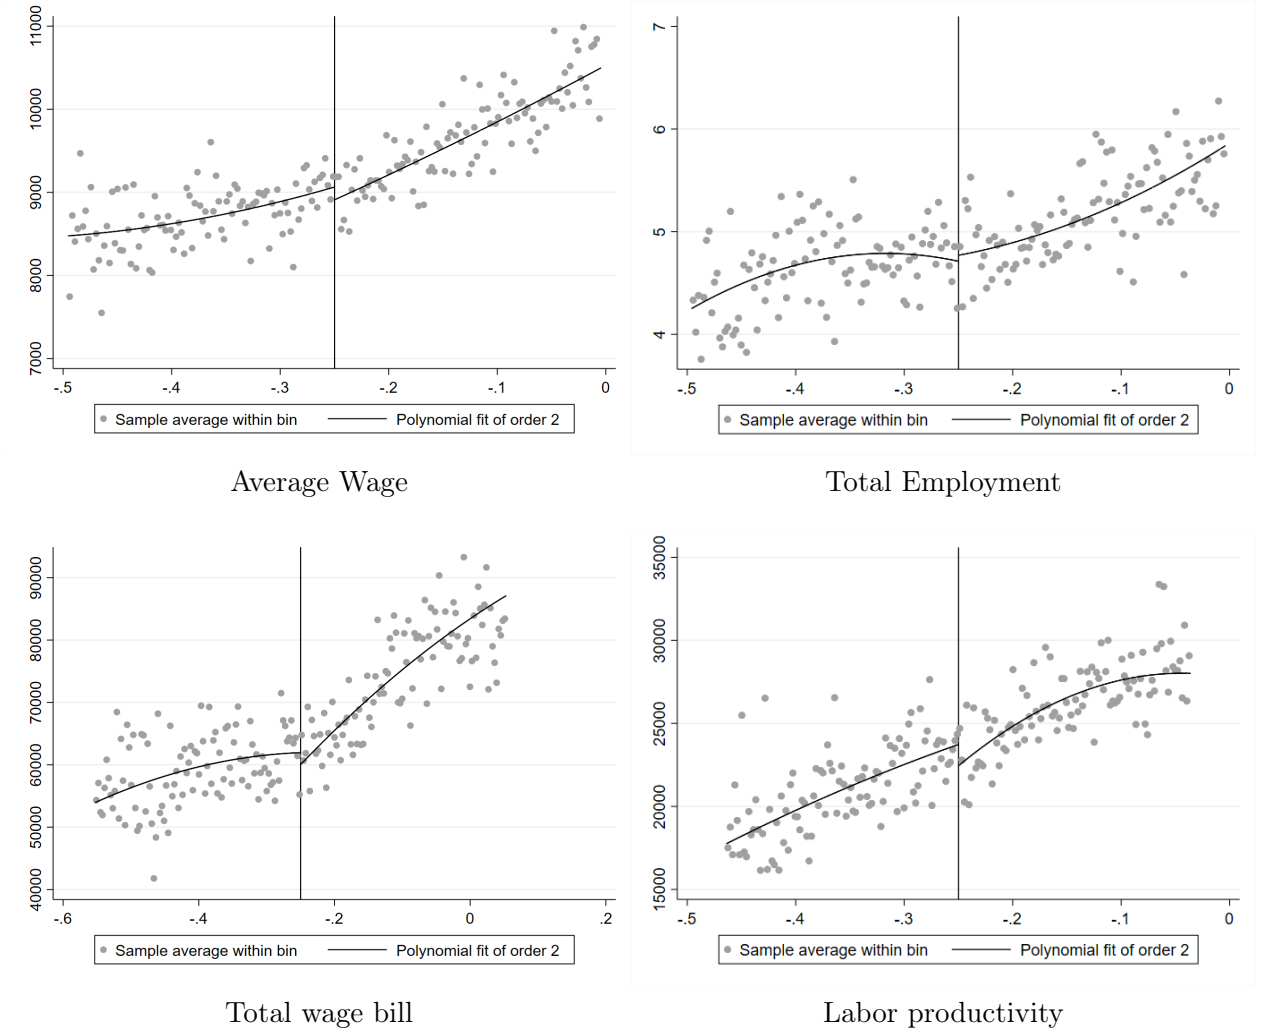 11000
10000
9000
8000
7000
-.5 -.4 -.3 -.2 -.1 0
Sample average within bin Polynomial fit of order 2
Average Wage
7
6
5
4
-.5 -.4 -.3 -.2 -.1 0
Sample average within bin Polynomial fit of order 2
Total Employment
90000
80000
70000
60000
50000
40000
-.6 -.4 -.2 0 .2
Sample average within bin Polynomial fit of order 2
Total wage bill
35000
30000
25000
20000
15000
-.5 -.4 -.3 -.2 -.1 0
Sample average within bin Polynomial fit of order 2
Labor productivity